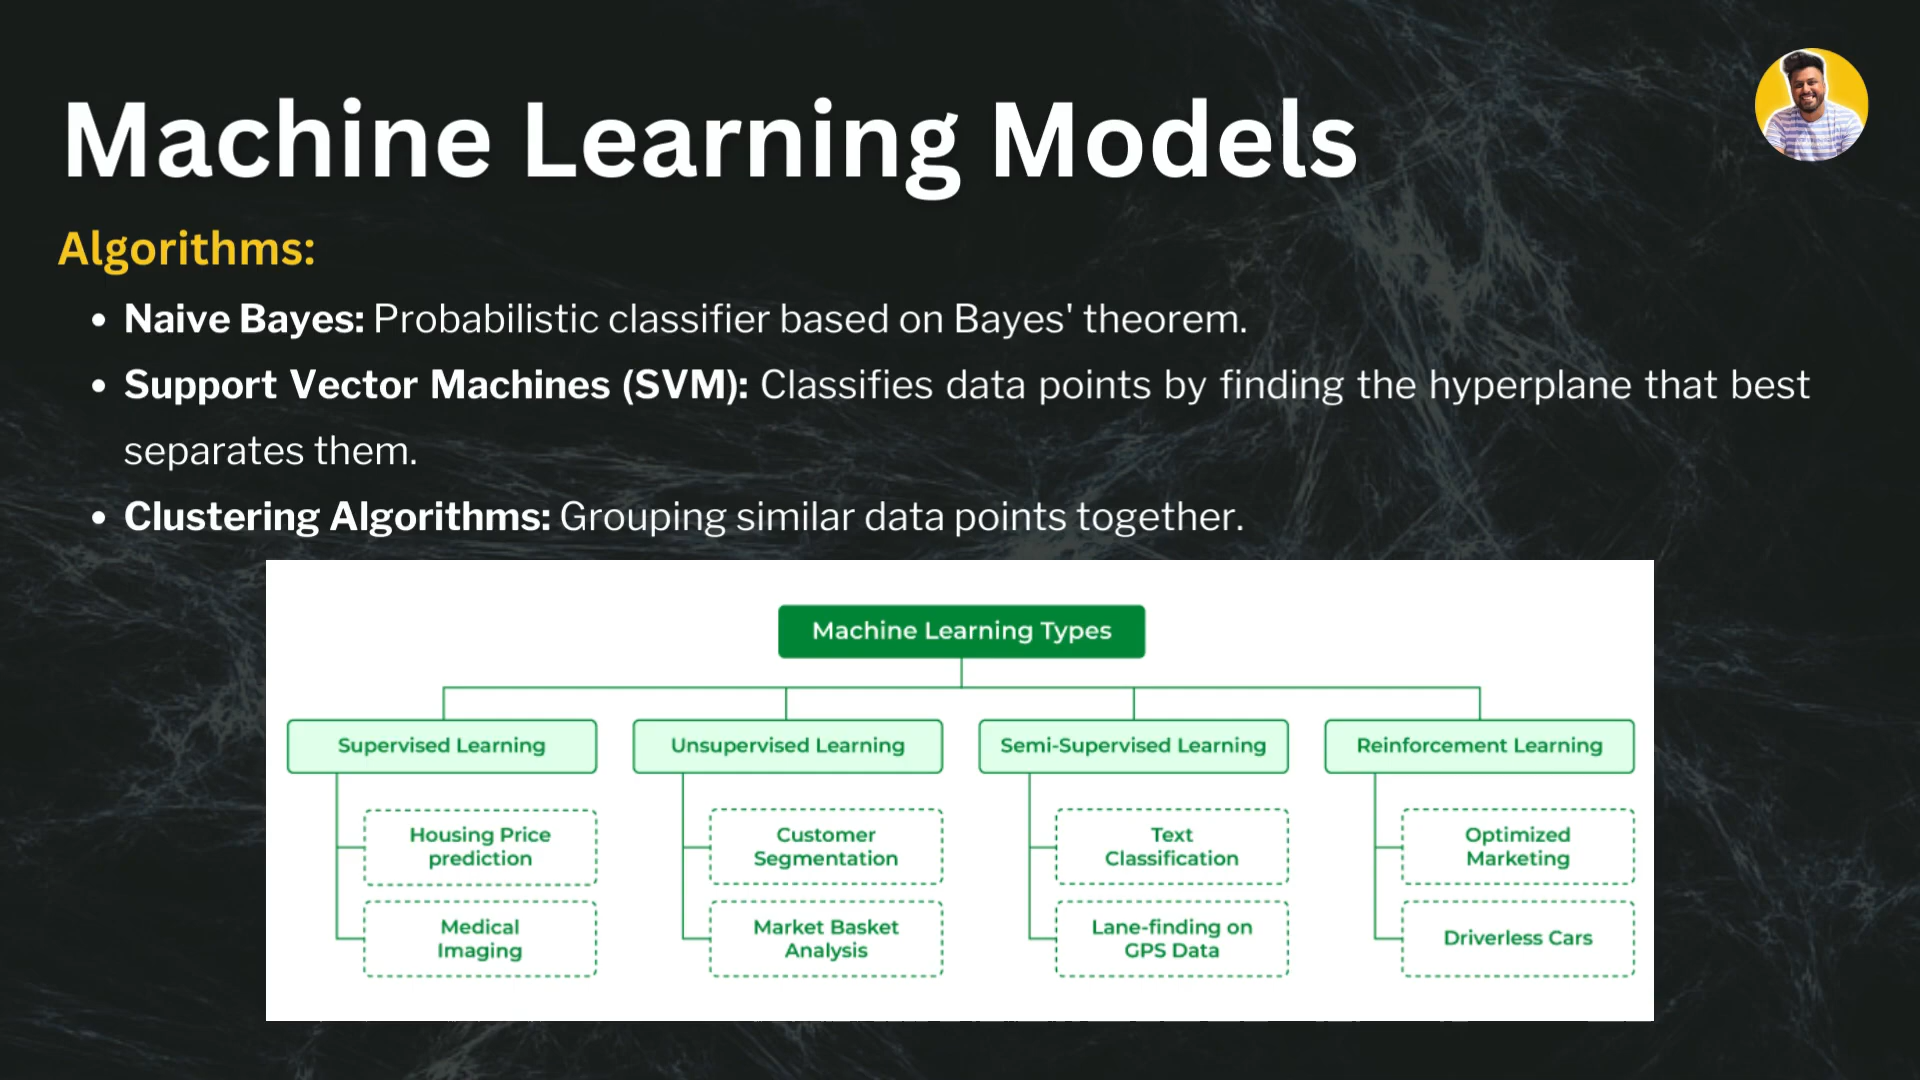 Machine Learning Models
Algorithms:
• Naive Bayes: Probabilistic classifier based on Bayes' theorem.
• Support Vector Machines (SVM): Classifies data points by finding the hyperplane that best
separates them.
• Clustering Algorithms: Grouping similar data points together.
Machine Learning Types
Supervised Learning
Housing Price
prediction
Medical
Imaging
Unsupervised Learning
Customer
Segmentation
Market Basket
Analysis
Semi-Supervised Learning
Text
Classification
Lane-finding on
GPS Data
Reinforcement Learning
Optimized
Marketing
Driverless Cars